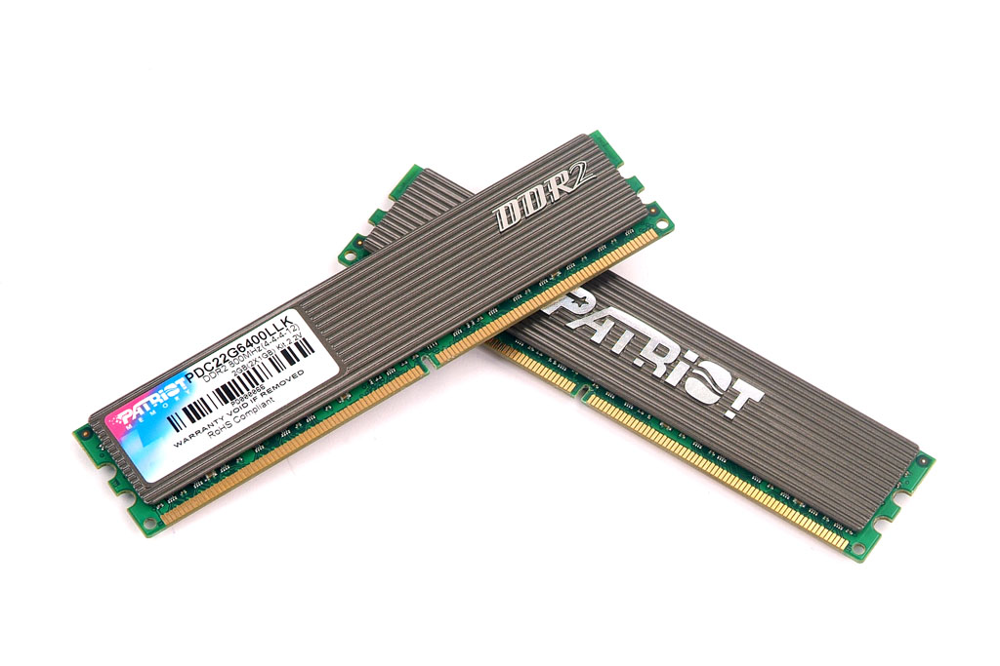 DDR2
PATRIOT
PATRIOT
MEMORY
PDC22G6400LLK
DDR2 800MHz(4-4-4-12)
2GB(2X1GB) Kit 2.2V
WARRANTY VOID IF REMOVED
RoHS Compliant